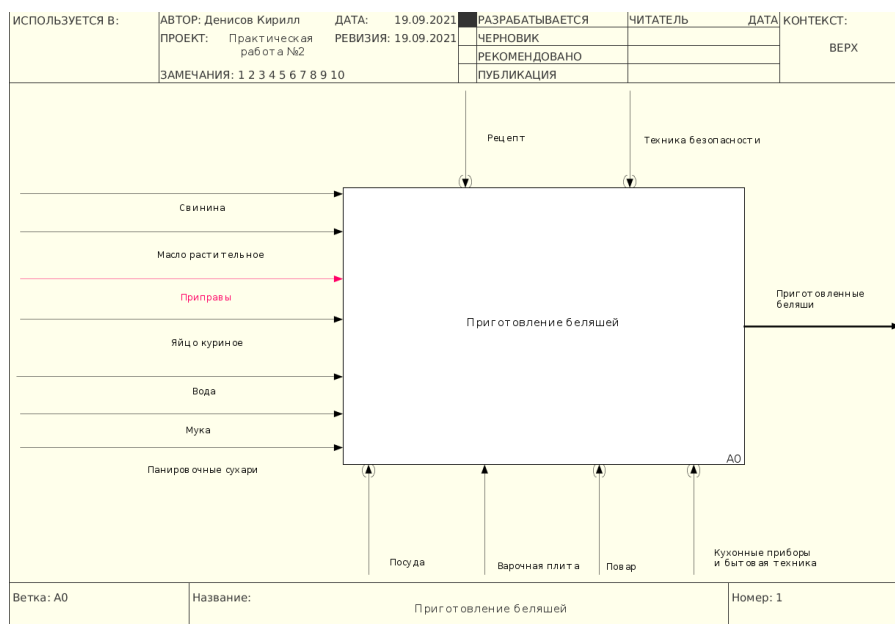 ИСПОЛЬЗУЕТСЯ В:
АВТОР: Денисов Кирилл
ДАТА: 19.09.2021
РАЗРАБАТЫВАЕТСЯ
ЧИТАТЕЛЬ
ДАТА
КОНТЕКСТ:
ПРОЕКТ: Практическая
работа №2
РЕВИЗИЯ: 19.09.2021
ЧЕРНОВИК
РЕКОМЕНДОВАНО
ВЕРХ
ЗАМЕЧАНИЯ: 1 2 3 4 5 6 7 8 9 10
ПУБЛИКАЦИЯ
Рецепт
Техника безопасности
Свинина
Масло растительное
Приправы
Яйцо куриное
Вода
Мука
Панировочные сухари
Приготовление беляшей
A0
Приготовленные
беляши
Посуда
Варочная плита
Повар
Кухонные приборы
и бытовая техника
Ветка: A0
Название:
Приготовление беляшей
Номер: 1